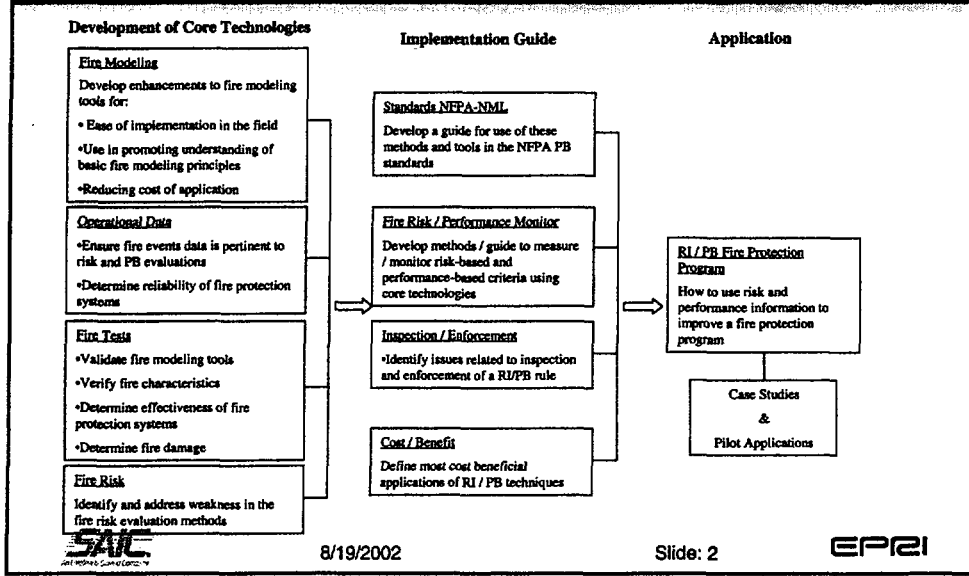 Development of Core Technologies
Fire Modeling
Develop enhancements to fire modeling
tools for:
• Ease of implementation in the field
•Use in promoting understanding of
basic fire modeling principles
•Reducing cost of application
Operational Data
•Ensure fire events data is pertinent to
risk and PB evaluations
•Determine reliability of fire protection
systems
Fire Tests
•Validate fire modeling tools
•Verify fire characteristics
•Determine effectiveness of fire
protection systems
•Determine fire damage
Fire Risk
Identify and address weakness in the
fire risk evaluation methods
Implementation Guide
Standards NFPA-NML
Develop a guide for use of these
methods and tools in the NFPA PB
standards
Fire Risk / Performance Monitor
Develop methods / guide to measure
/ monitor risk-based and
performance-based criteria using
core technologies
Inspection / Enforcement
•Identify issues related to inspection
and enforcement of a RI/PB rule
Cost / Benefit
Define most cost beneficial
applications of RI / PB techniques
Application
RI / PB Fire Protection
Program
How to use risk and
performance information to
improve a fire protection
program
Case Studies
&
Pilot Applications
SAIC
8/19/2002
Slide: 2
EPRI